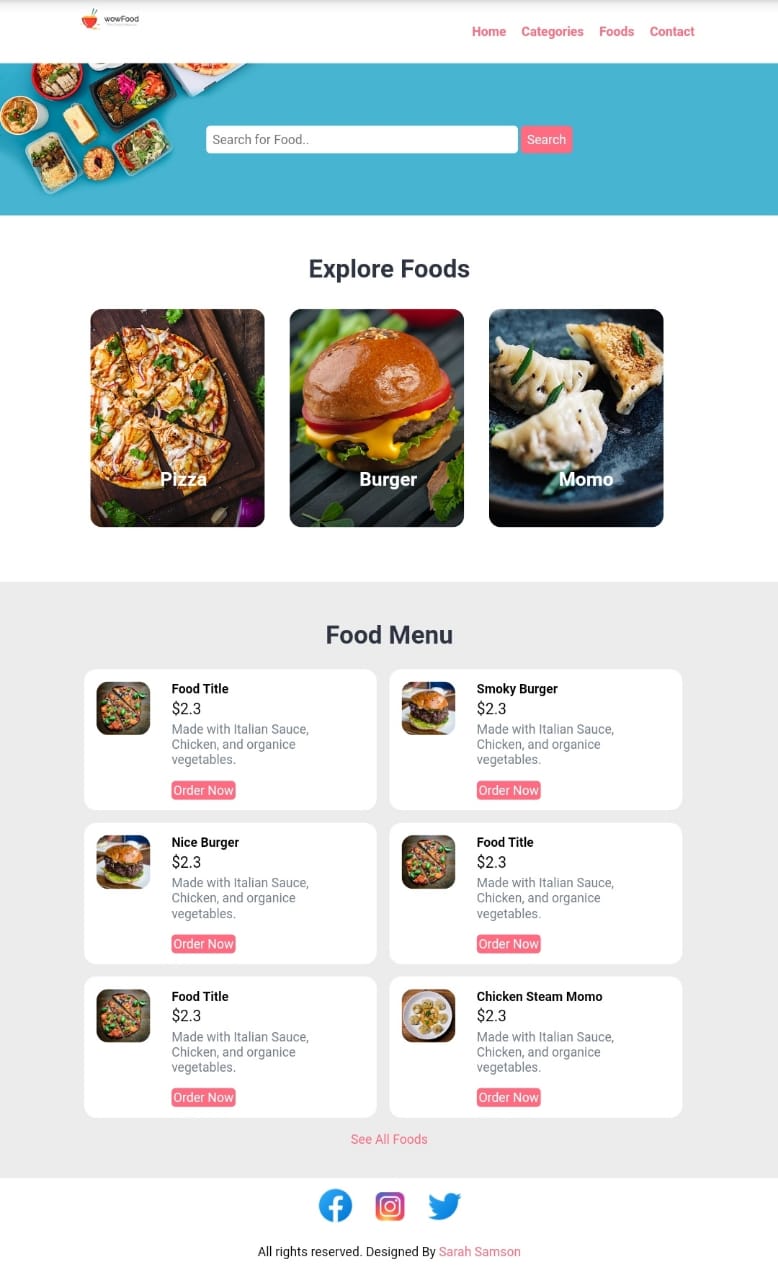 wowFood
Home Categories Foods Contact
Search for Food.. Search
Explore Foods
Pizza
Burger
Momo
Food Menu
Food Title
$2.3
Made with Italian Sauce,
Chicken, and organice
vegetables.
Order Now
Smoky Burger
$2.3
Made with Italian Sauce,
Chicken, and organice
vegetables.
Order Now
Nice Burger
$2.3
Made with Italian Sauce,
Chicken, and organice
vegetables.
Order Now
Food Title
$2.3
Made with Italian Sauce,
Chicken, and organice
vegetables.
Order Now
Food Title
$2.3
Made with Italian Sauce,
Chicken, and organice
vegetables.
Order Now
Chicken Steam Momo
$2.3
Made with Italian Sauce,
Chicken, and organice
vegetables.
Order Now
See All Foods
All rights reserved. Designed By Sarah Samson